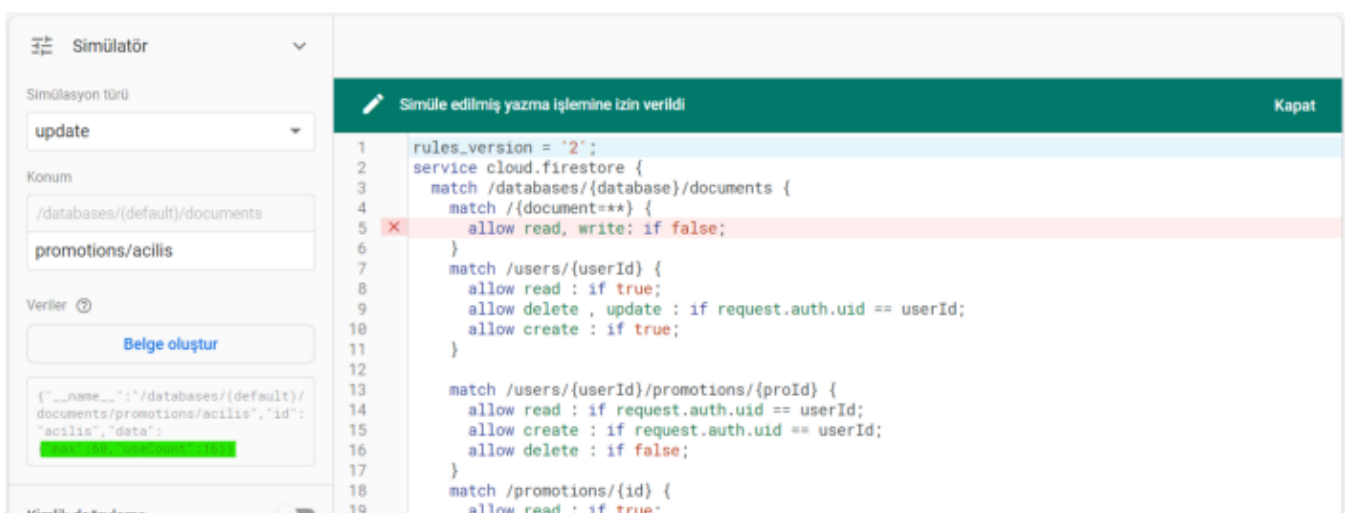 Simülatör
Simülasyon türü
update
Konum
/databases/(default)/documents
promotions/acilis
Veriler
Belge oluştur
{"__name__":"/databases/(default)/
documents/promotions/acilis","id":
"acilis","data":
{"max":60,"useCount":16}}
Simüle edilmiş yazma işlemine izin verildi
Kapat
1 rules_version = '2';
2 service cloud.firestore {
3 match /databases/{database}/documents {
4 match /{document=**} {
5 allow read, write: if false;
6 }
7 match /users/{userId} {
8 allow read : if true;
9 allow delete , update : if request.auth.uid == userId;
10 allow create : if true;
11 }
12
13 match /users/{userId}/promotions/{proId} {
14 allow read : if request.auth.uid == userId;
15 allow create : if request.auth.uid == userId;
16 allow delete : if false;
17 }
18 match /promotions/{id} {
19 allow read : if true;